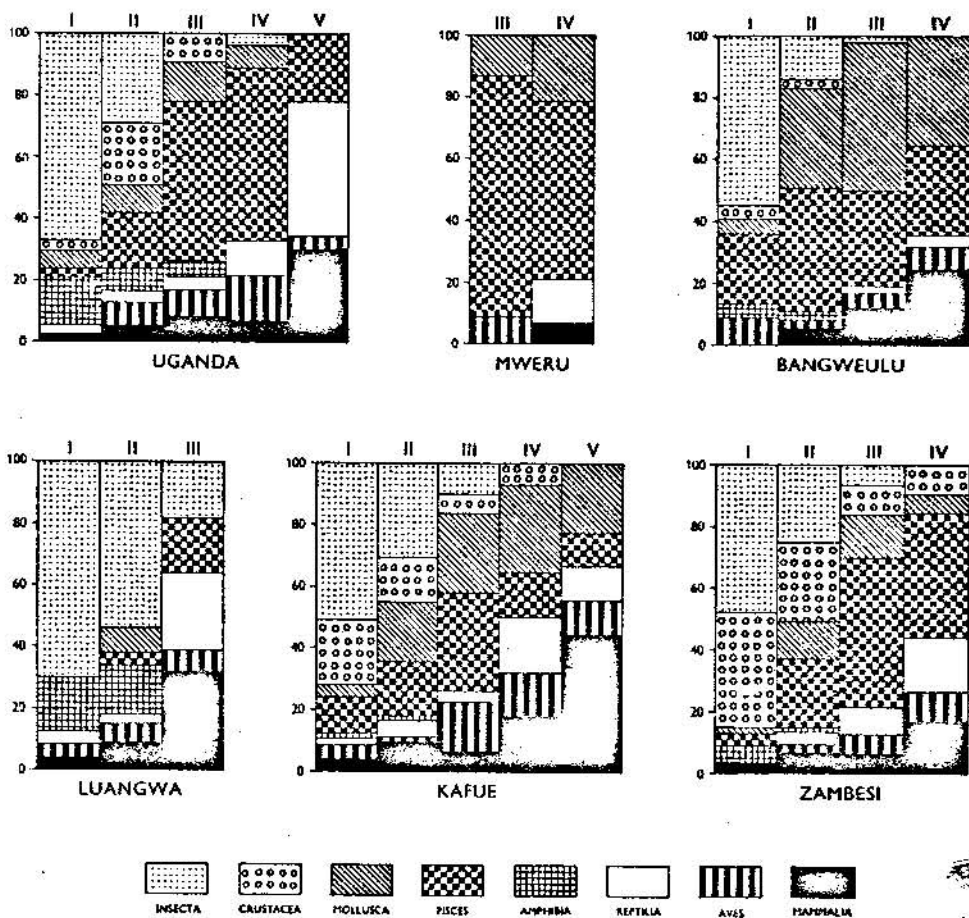 I II III IV V
100
80
60
40
20
0
UGANDA
III IV
100
80
60
40
20
0
MWERU
I II III IV
100
80
60
40
20
0
BANGWEULU
I II III
100
80
60
40
20
0
LUANGWA
I II III IV V
100
80
60
40
20
0
KAFUE
I II III IV
100
80
60
40
20
0
ZAMBESI
INSECTA CRUSTACEA MOLLUSCA PISCES AMPHIBIA REPTILIA AVES MAMMALIA